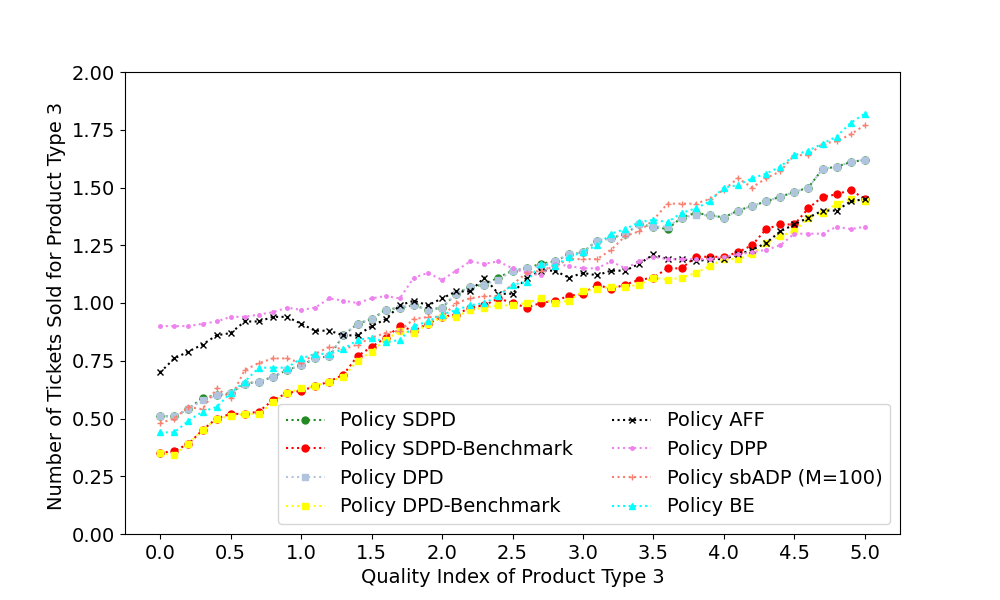 2.00
1.75
1.50
1.25
1.00
0.75
0.50
0.25
0.00
Number of Tickets Sold for Product Type 3
Policy SDPD
Policy SDPD-Benchmark
Policy DPD
Policy DPD-Benchmark
Policy AFF
Policy DPP
Policy sbADP (M=100)
Policy BE
0.0 0.5 1.0 1.5 2.0 2.5 3.0 3.5 4.0 4.5 5.0
Quality Index of Product Type 3